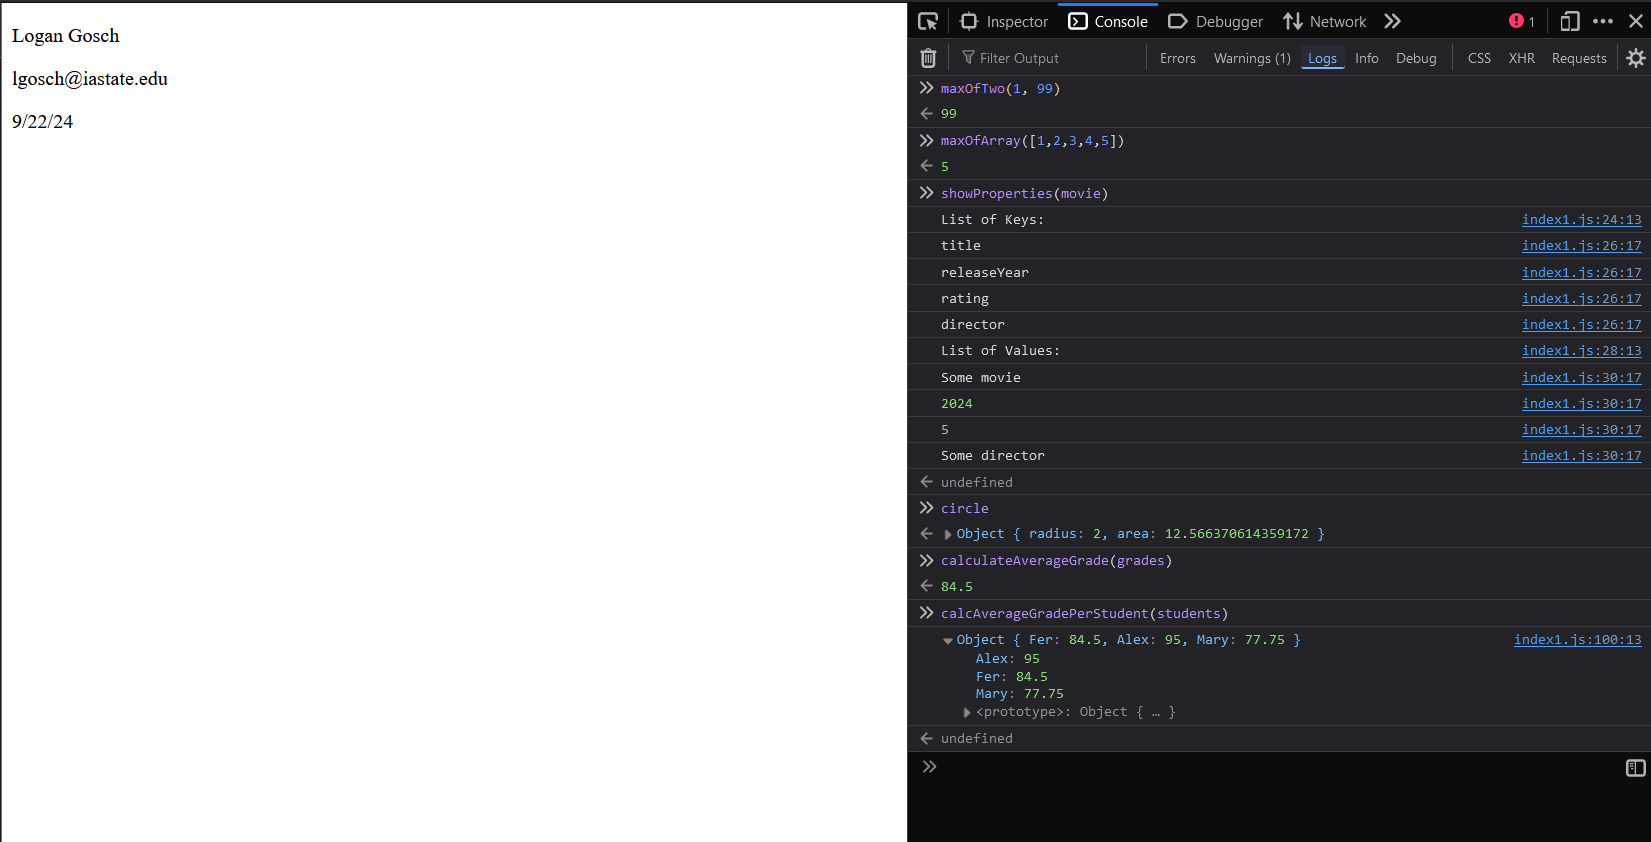 Logan Gosch
lgosch@iastate.edu
9/22/24
Inspector Console Debugger Network 1
Filter Output Errors Warnings (1) Logs Info Debug CSS XHR Requests
maxOfTwo(1, 99)
99
maxOfArray([1,2,3,4,5])
5
showProperties(movie)
List of Keys: index1.js:24:13
title index1.js:26:17
releaseYear index1.js:26:17
rating index1.js:26:17
director index1.js:26:17
List of Values: index1.js:28:13
Some movie index1.js:30:17
2024 index1.js:30:17
5 index1.js:30:17
Some director index1.js:30:17
undefined
circle
Object { radius: 2, area: 12.566370614359172 }
calculateAverageGrade(grades)
84.5
calcAverageGradePerStudent(students)
Object { Fer: 84.5, Alex: 95, Mary: 77.75 } index1.js:100:13
Alex: 95
Fer: 84.5
Mary: 77.75
<prototype>: Object { … }
undefined